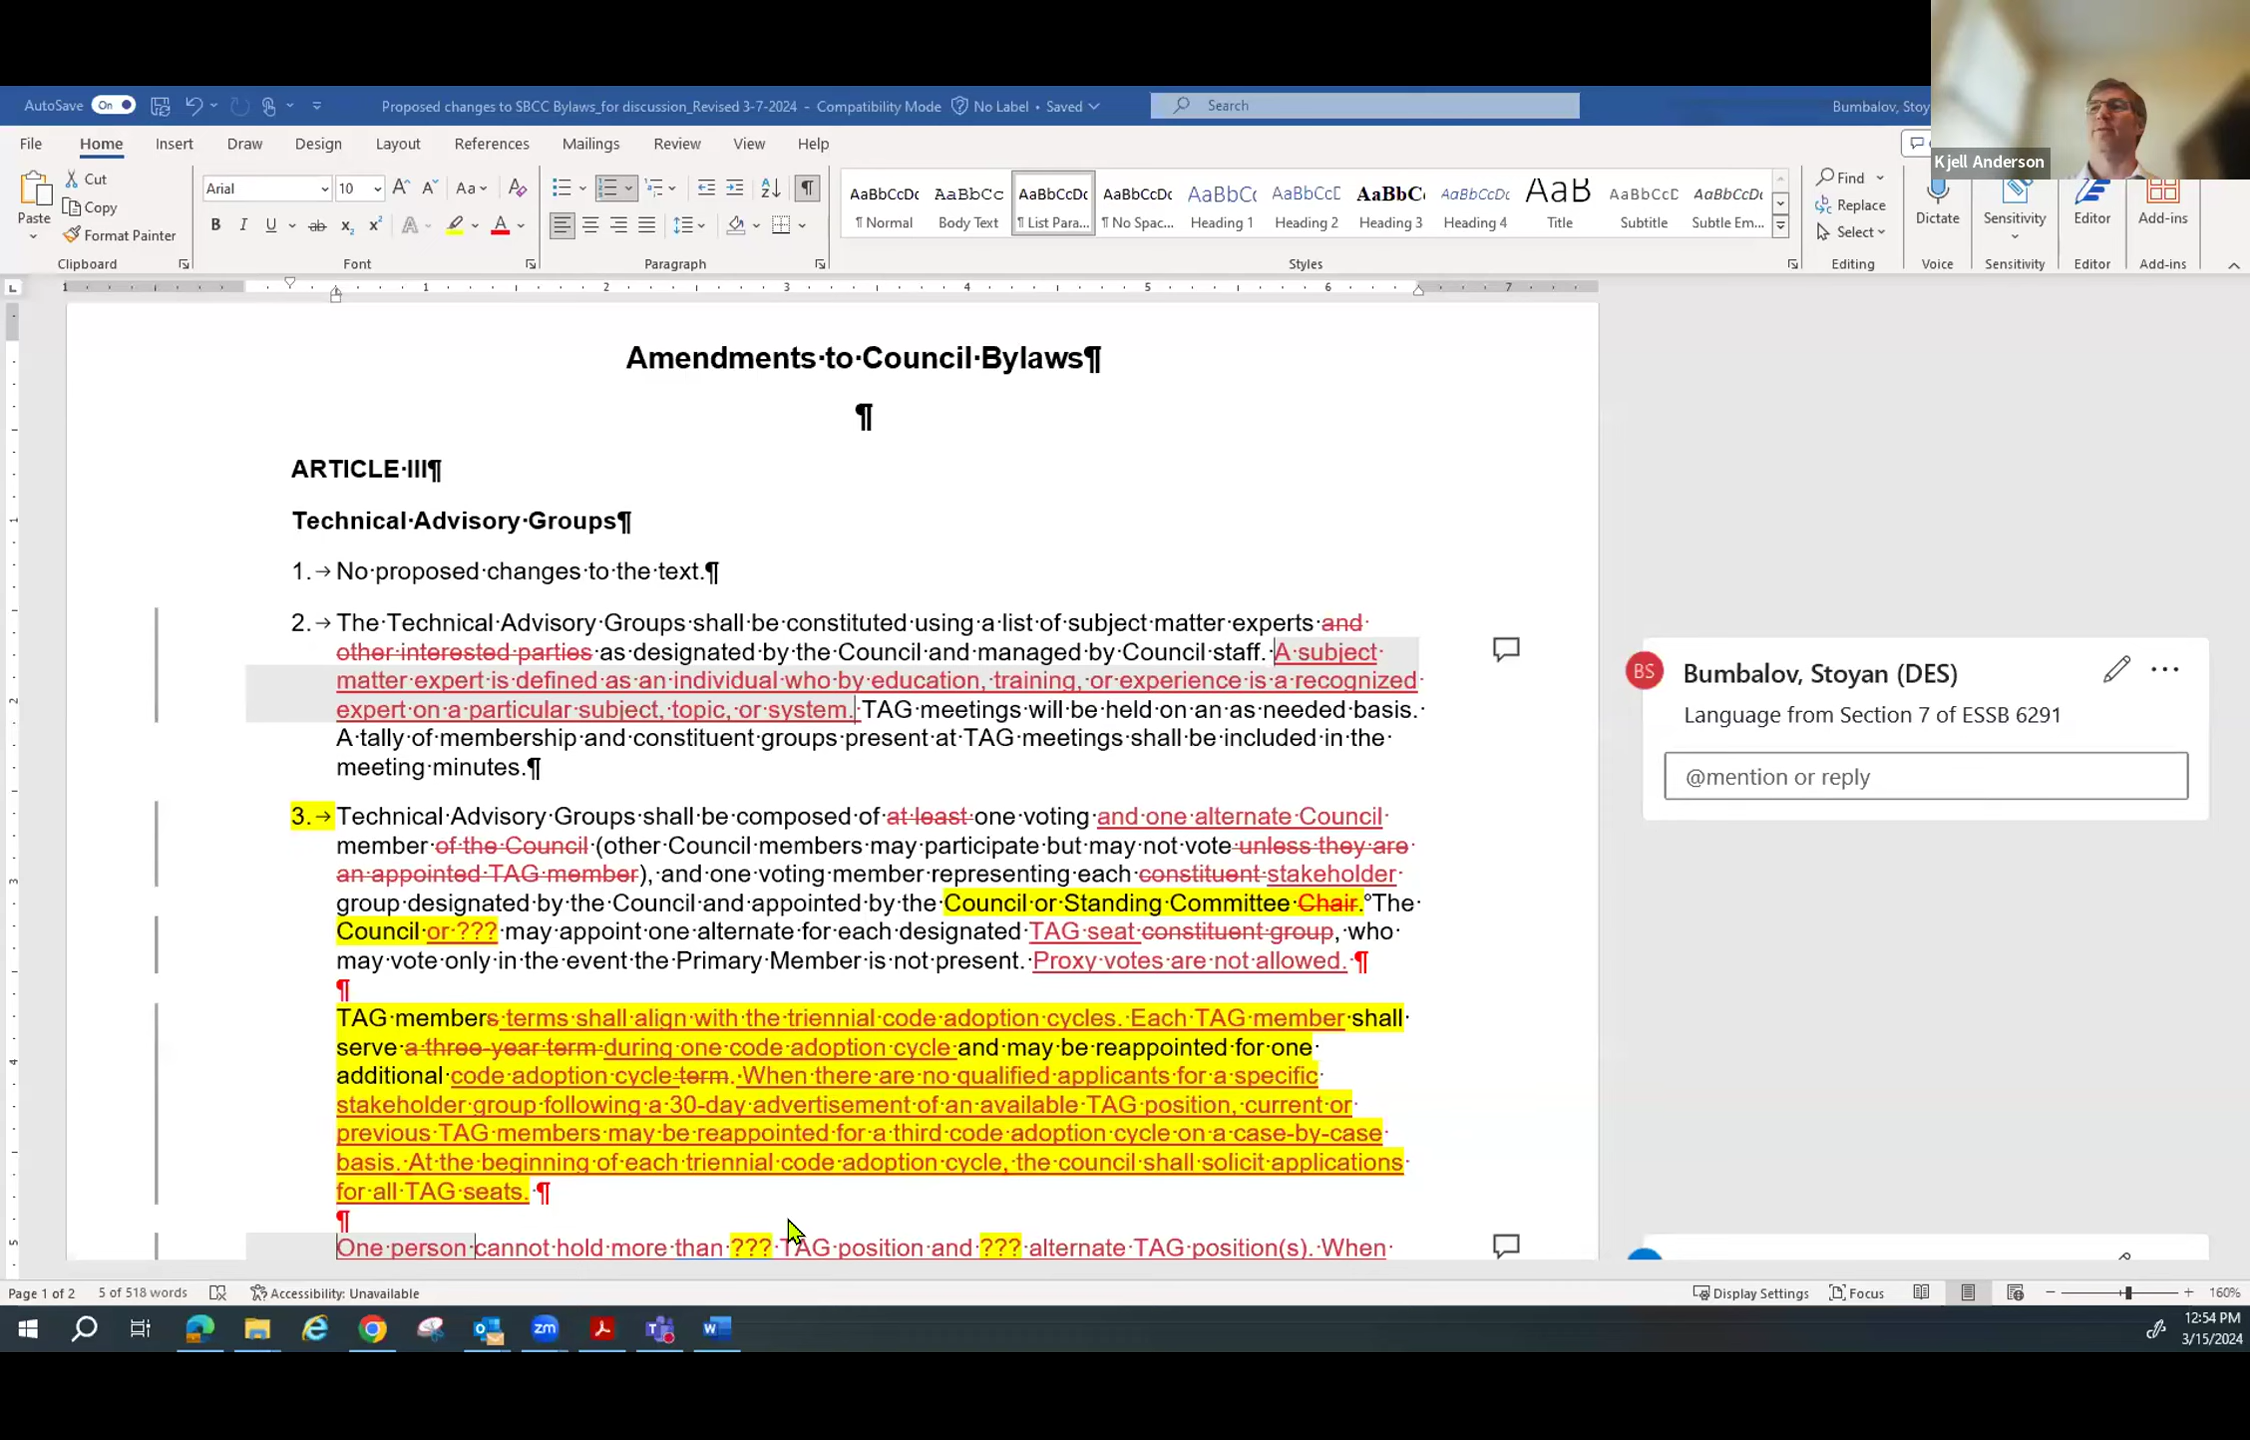 AutoSave On Proposed changes to SBCC Bylaws_for discussion_Revised 3-7-2024 - Compatibility Mode No Label • Saved Search Bumbalov, Stoy
Kjell Anderson
File Home Insert Draw Design Layout References Mailings Review View Help
Paste Cut Copy Format Painter Clipboard
Arial 10 Aa B I U ab x₂ x² A A Font
Paragraph
AaBbCcDc AaBbCc AaBbCcDc AaBbCcDc AaBbC AaBbCcD AaBbC AaBbCcDc AaB AaBbCcD AaBbCcDc
¶ Normal Body Text ¶ List Para... ¶ No Spac... Heading 1 Heading 2 Heading 3 Heading 4 Title Subtitle Subtle Em...
Styles
Find Replace Select Editing
Dictate Voice
Sensitivity Sensitivity
Editor Editor
Add-ins Add-ins
1 1 2 3 4 5 6 7
Amendments·to·Council·Bylaws¶
¶
ARTICLE·III¶
Technical·Advisory·Groups¶
1.→No·proposed·changes·to·the·text.¶
2.→The·Technical·Advisory·Groups·shall·be·constituted·using·a·list·of·subject·matter·experts·and·
other·interested·parties·as·designated·by·the·Council·and·managed·by·Council·staff.·A·subject·
matter·expert·is·defined·as·an·individual·who·by·education,·training,·or·experience·is·a·recognized·
expert·on·a·particular·subject,·topic,·or·system.·TAG·meetings·will·be·held·on·an·as·needed·basis.·
A·tally·of·membership·and·constituent·groups·present·at·TAG·meetings·shall·be·included·in·the·
meeting·minutes.¶
3.→Technical·Advisory·Groups·shall·be·composed·of·at·least·one·voting·and·one·alternate·Council·
member·of·the·Council·(other·Council·members·may·participate·but·may·not·vote·unless·they·are·
an·appointed·TAG·member),·and·one·voting·member·representing·each·constituent·stakeholder·
group·designated·by·the·Council·and·appointed·by·the·Council·or·Standing·Committee·Chair.°The·
Council·or·???·may·appoint·one·alternate·for·each·designated·TAG·seat·constituent·group,·who·
may·vote·only·in·the·event·the·Primary·Member·is·not·present.·Proxy·votes·are·not·allowed.·¶
¶
TAG·members·terms·shall·align·with·the·triennial·code·adoption·cycles.·Each·TAG·member·shall·
serve·a·three-year·term·during·one·code·adoption·cycle·and·may·be·reappointed·for·one·
additional·code·adoption·cycle·term.·When·there·are·no·qualified·applicants·for·a·specific·
stakeholder·group·following·a·30-day·advertisement·of·an·available·TAG·position,·current·or·
previous·TAG·members·may·be·reappointed·for·a·third·code·adoption·cycle·on·a·case-by-case·
basis.·At·the·beginning·of·each·triennial·code·adoption·cycle,·the·council·shall·solicit·applications·
for·all·TAG·seats.·¶
¶
One·person·cannot·hold·more·than·???·TAG·position·and·???·alternate·TAG·position(s).·When·
BS Bumbalov, Stoyan (DES)
Language from Section 7 of ESSB 6291
@mention or reply
Page 1 of 2 5 of 518 words Accessibility: Unavailable Display Settings Focus 160%
12:54 PM
3/15/2024